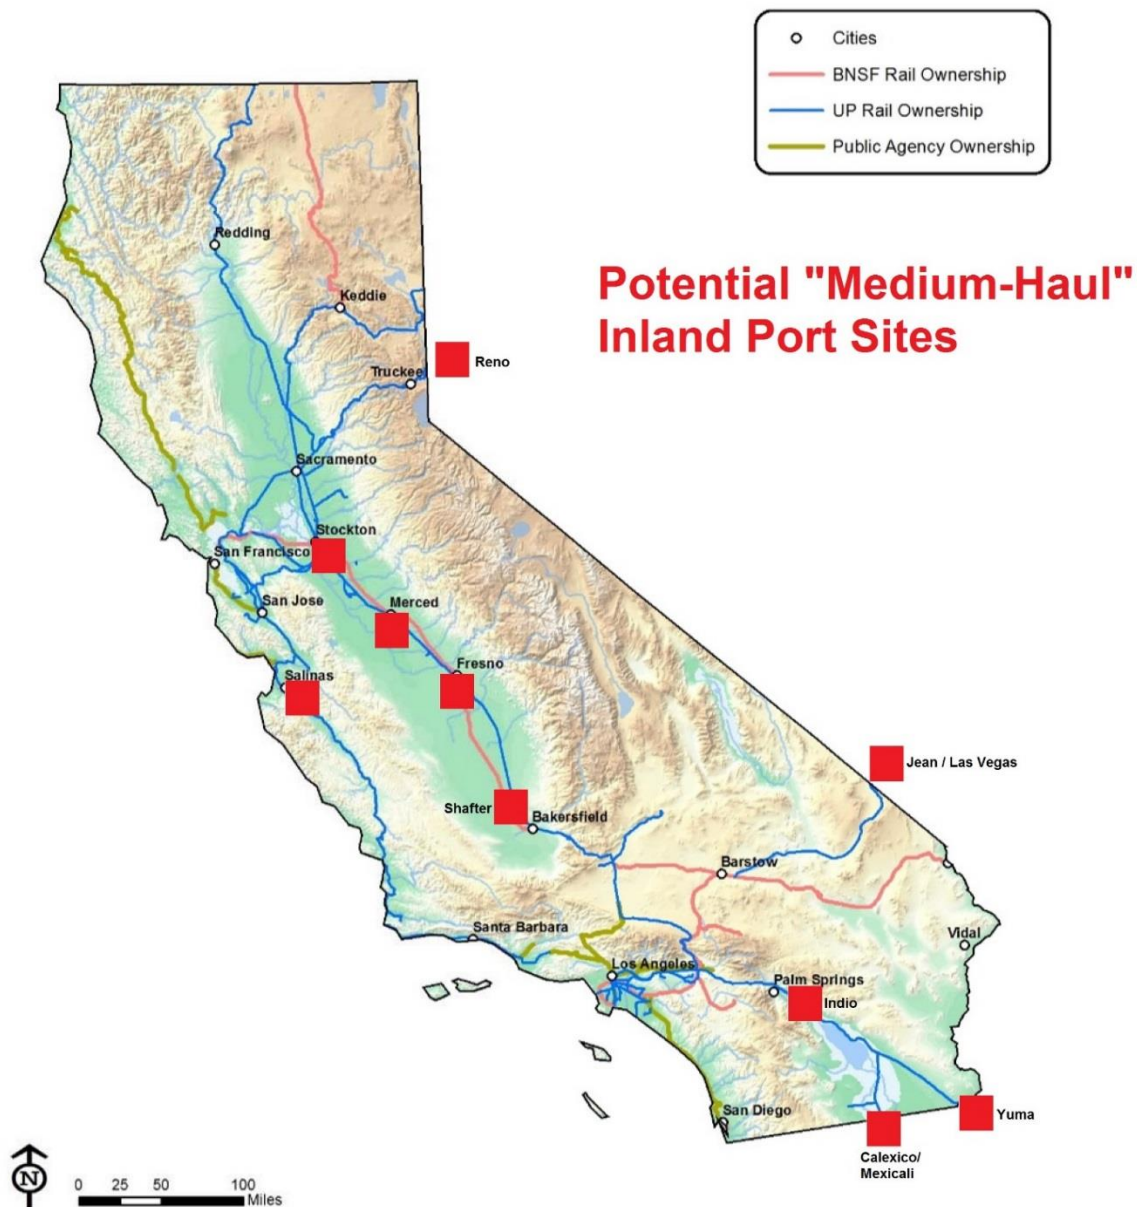 Cities
BNSF Rail Ownership
UP Rail Ownership
Public Agency Ownership
Potential "Medium-Haul"
Inland Port Sites
Redding
Keddie
Reno
Truckee
Sacramento
Stockton
San Francisco
San Jose
Merced
Fresno
Salinas
Jean / Las Vegas
Shafter
Bakersfield
Barstow
Santa Barbara
Vidal
Los Angeles
Palm Springs
Indio
San Diego
Yuma
Calexico/
Mexicali
N
0 25 50 100
Miles